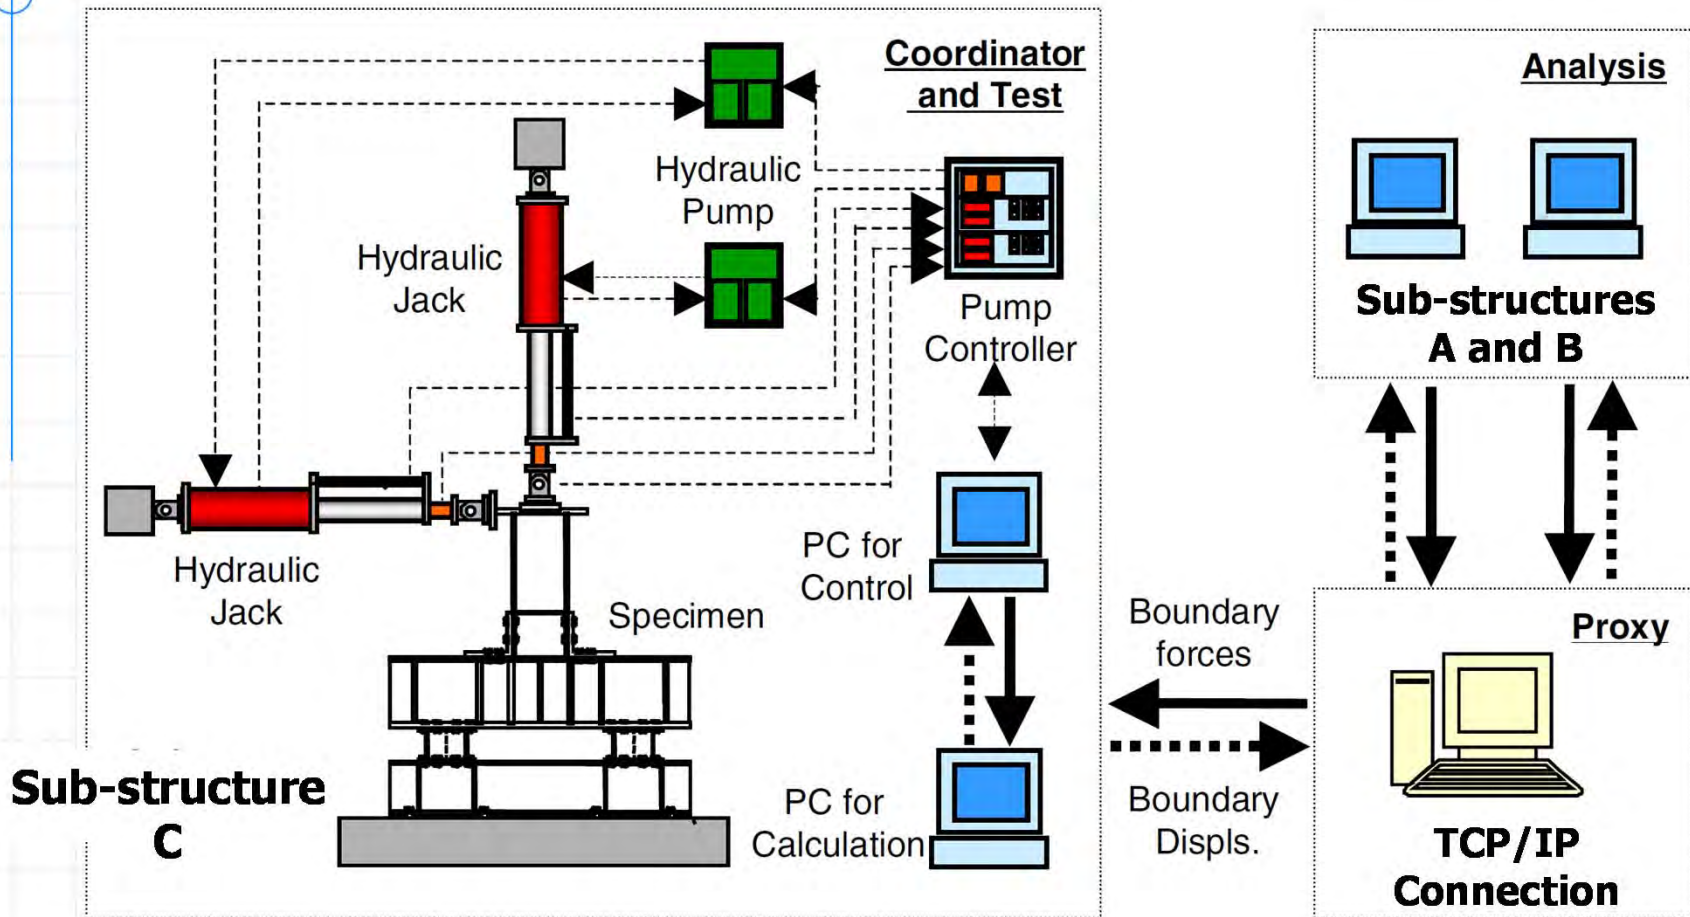 Coordinator
and Test
Hydraulic
Pump
Hydraulic
Jack
Pump
Controller
Hydraulic
Jack
PC for
Control
Specimen
Sub-structure
C
PC for
Calculation
Boundary
forces
Boundary
Displs.
Analysis
Sub-structures
A and B
Proxy
TCP/IP
Connection